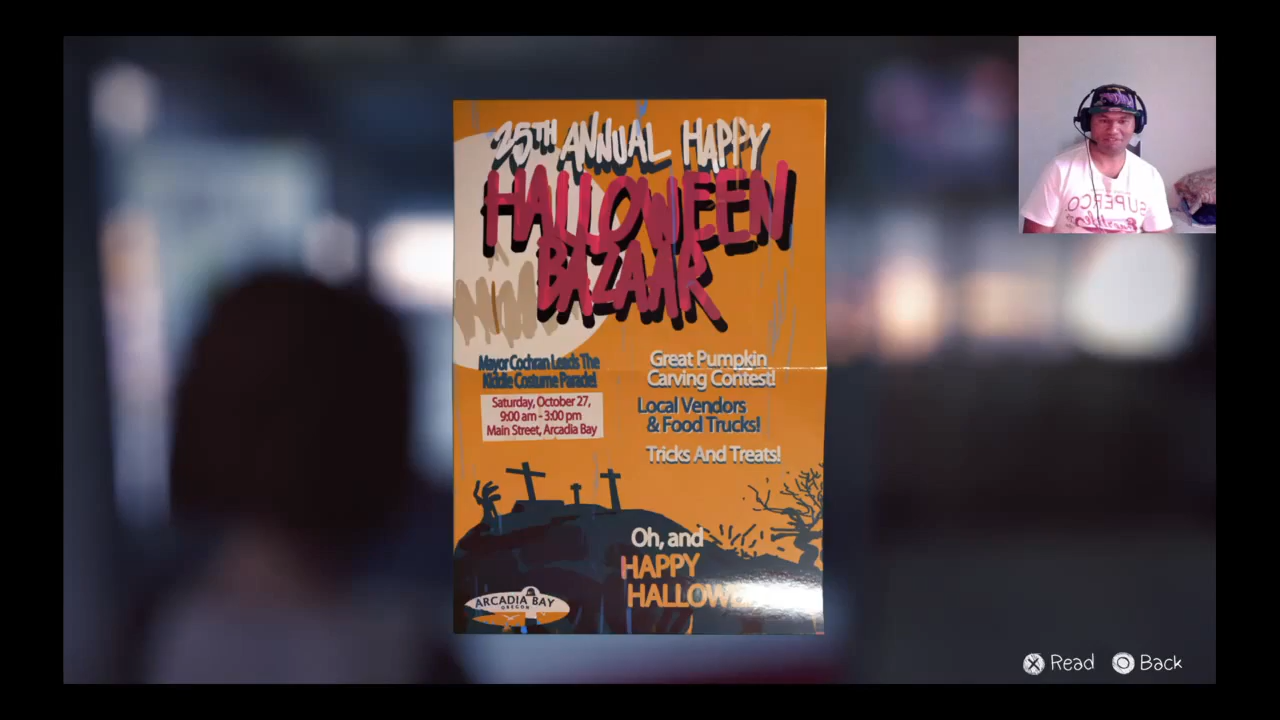 25TH ANNUAL HAPPY
HALLOWEEN
BAZAAR
Mayor Cochran Leads The
Kiddie Costume Parade!
Saturday, October 27,
9:00 am - 3:00 pm
Main Street, Arcadia Bay
Great Pumpkin
Carving Contest!
Local Vendors
& Food Trucks!
Tricks And Treats!
Oh, and
HAPPY
ARCADIA BAY
OREGON
SUPERCO
Read
Back